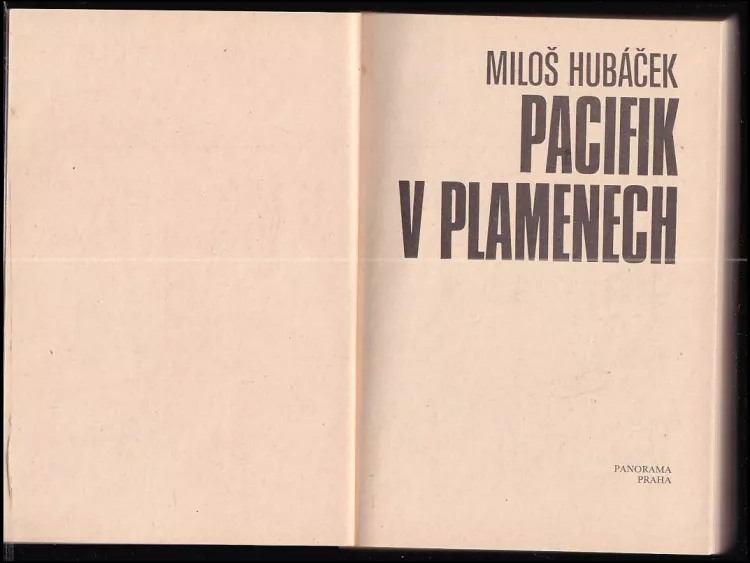 MILOŠ HUBÁČEK
PACIFIK
V PLAMENECH
PANORAMA
PRAHA